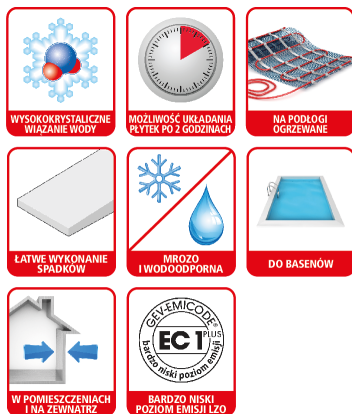 WYSOKOKRYSTALICZNE
WIĄZANIE WODY
MOŻLIWOŚĆ UKŁADANIA
PŁYTEK PO 2 GODZINACH
NA PODŁOGI
OGRZEWANE
ŁATWE WYKONANIE
SPADKÓW
MROZO
I WODOODPORNA
DO BASENÓW
W POMIESZCZENIACH
I NA ZEWNĄTRZ
GEV-EMICODE®
EC 1 PLUS
bardzo niski poziom emisji
BARDZO NISKI
POZIOM EMISJI LZO